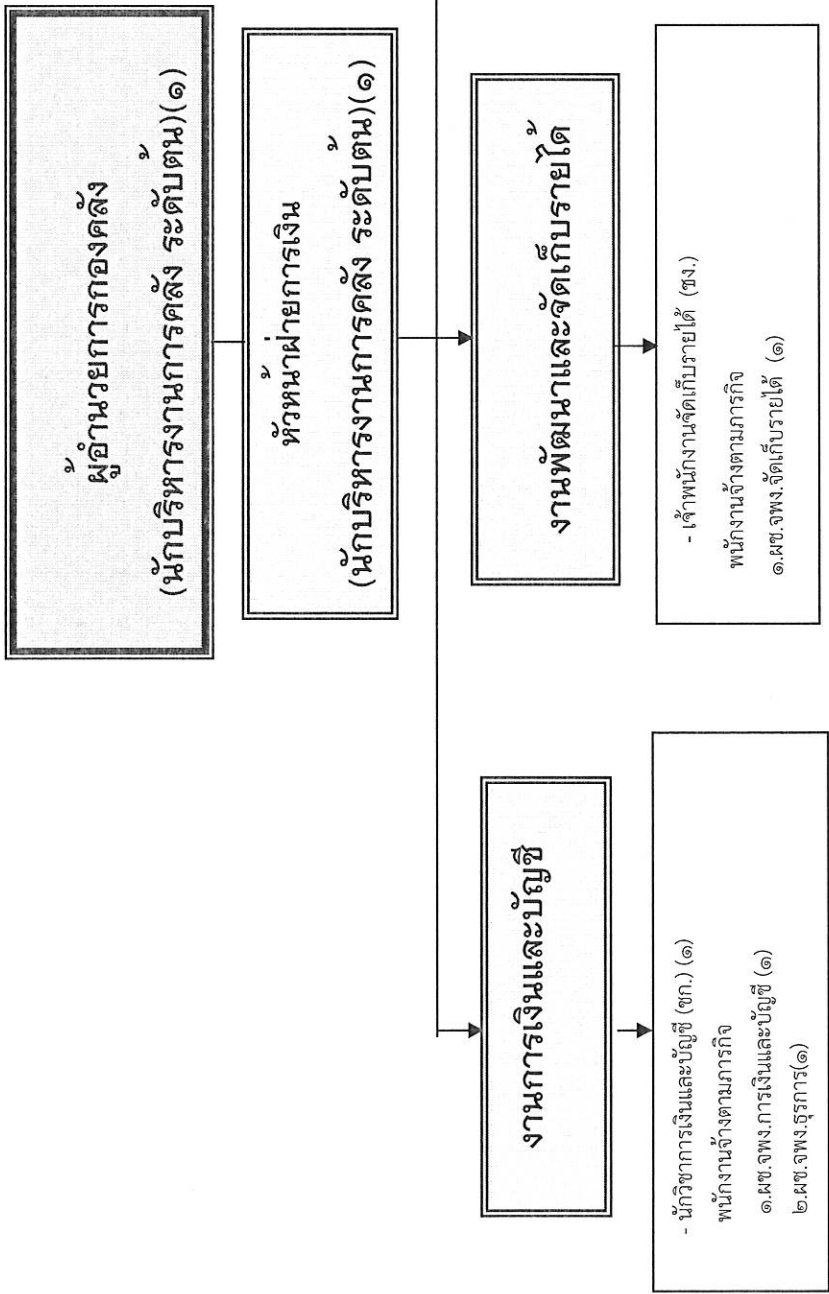 ผู้อำนวยการกองคลัง
(นักบริหารงานการคลัง ระดับต้น)(๑)
หัวหน้าฝ่ายการเงิน
(นักบริหารงานการคลัง ระดับต้น)(๑)
งานการเงินและบัญชี
- นักวิชาการเงินและบัญชี (ชก.) (๑)
พนักงานจ้างตามภารกิจ
๑.ผช.จพง.การเงินและบัญชี (๑)
๒.ผช.จพง.ธุรการ(๑)
งานพัฒนาและจัดเก็บรายได้
- เจ้าพนักงานจัดเก็บรายได้ (ชง.)
พนักงานจ้างตามภารกิจ
๑.ผช.จพง.จัดเก็บรายได้ (๑)